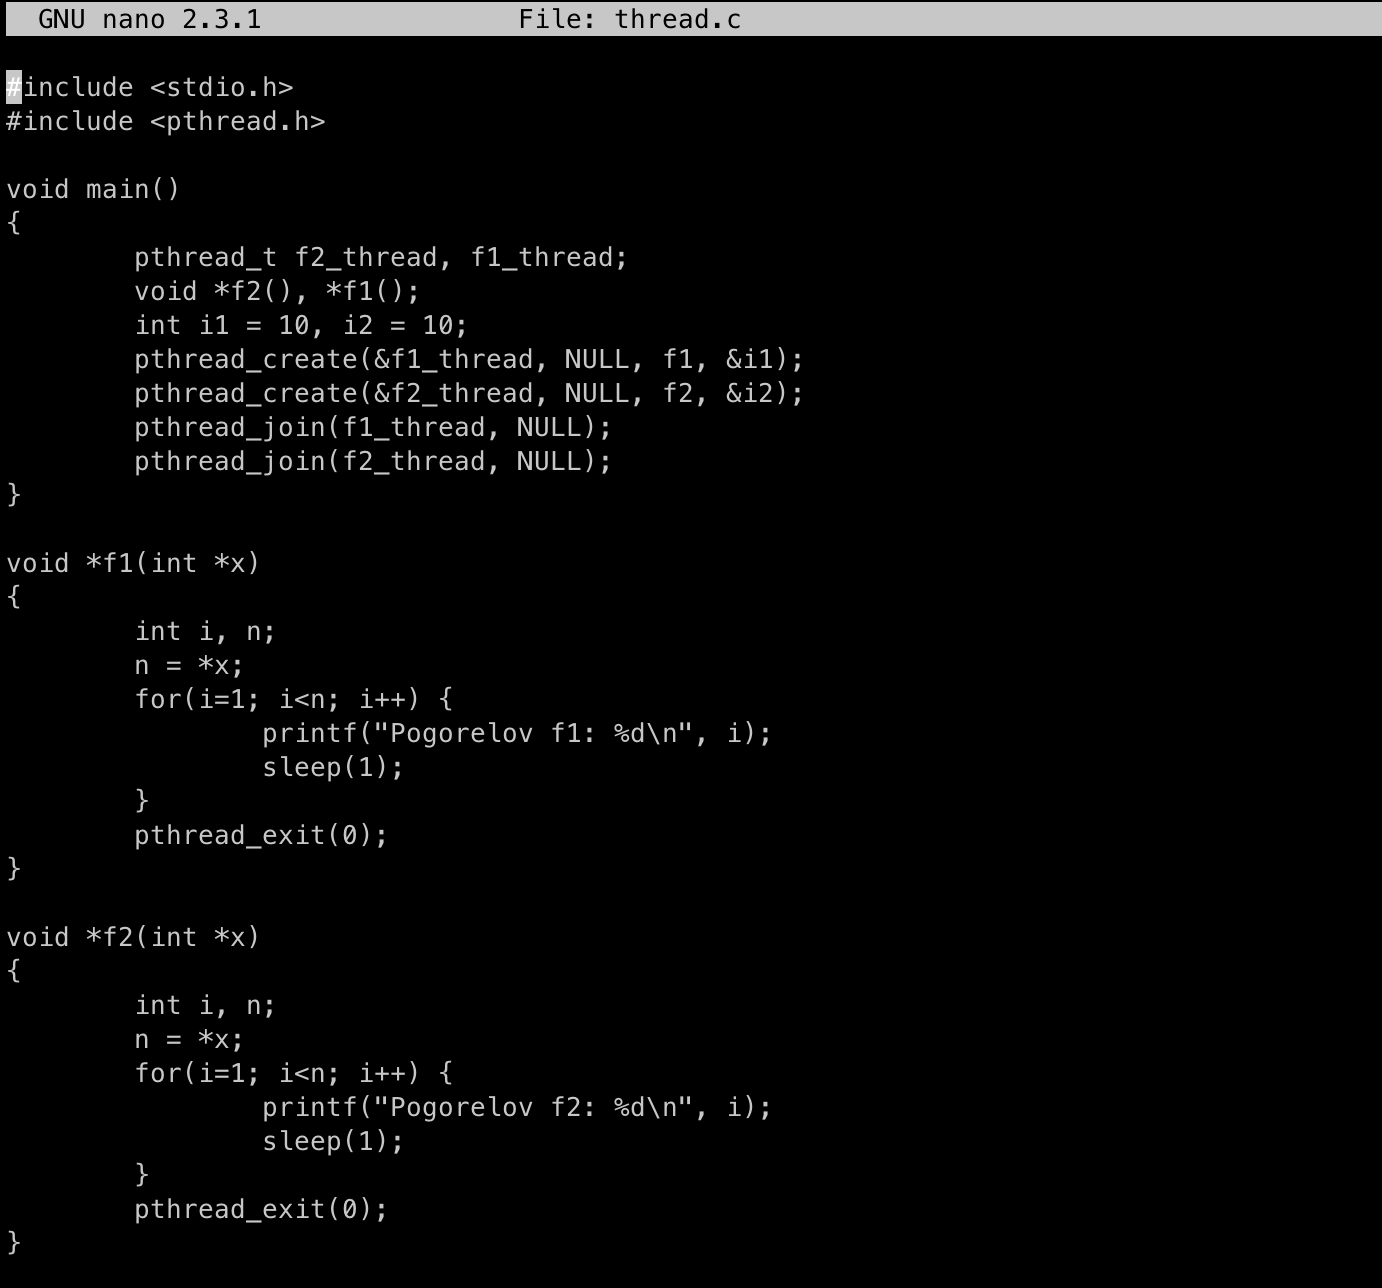 GNU nano 2.3.1 File: thread.c
#include <stdio.h>
#include <pthread.h>
void main()
{
pthread_t f2_thread, f1_thread;
void *f2(), *f1();
int i1 = 10, i2 = 10;
pthread_create(&f1_thread, NULL, f1, &i1);
pthread_create(&f2_thread, NULL, f2, &i2);
pthread_join(f1_thread, NULL);
pthread_join(f2_thread, NULL);
}
void *f1(int *x)
{
int i, n;
n = *x;
for(i=1; i<n; i++) {
printf("Pogorelov f1: %d\n", i);
sleep(1);
}
pthread_exit(0);
}
void *f2(int *x)
{
int i, n;
n = *x;
for(i=1; i<n; i++) {
printf("Pogorelov f2: %d\n", i);
sleep(1);
}
pthread_exit(0);
}